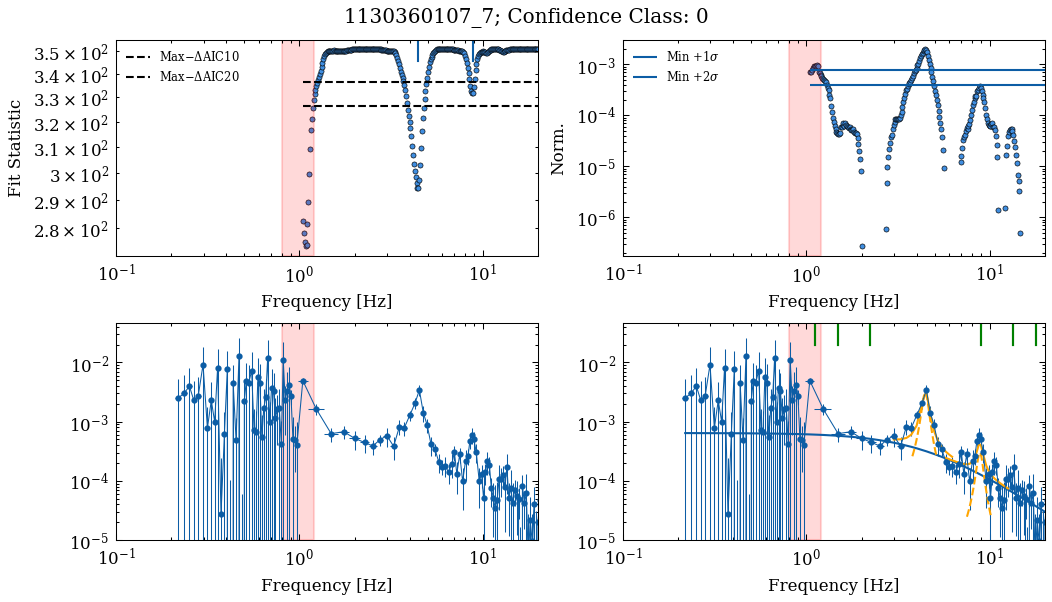 1130360107_7; Confidence Class: 0
Fit Statistic
3.5 × 10²
3.4 × 10²
3.3 × 10²
3.2 × 10²
3.1 × 10²
3 × 10²
2.9 × 10²
2.8 × 10²
Max−ΔAIC10
Max−ΔAIC20
10⁻¹ 10⁰ 10¹
Frequency [Hz]
Norm.
10⁻³
10⁻⁴
10⁻⁵
10⁻⁶
Min +1σ
Min +2σ
10⁻¹ 10⁰ 10¹
Frequency [Hz]
10⁻²
10⁻³
10⁻⁴
10⁻⁵
10⁻¹ 10⁰ 10¹
Frequency [Hz]
10⁻²
10⁻³
10⁻⁴
10⁻⁵
10⁻¹ 10⁰ 10¹
Frequency [Hz]